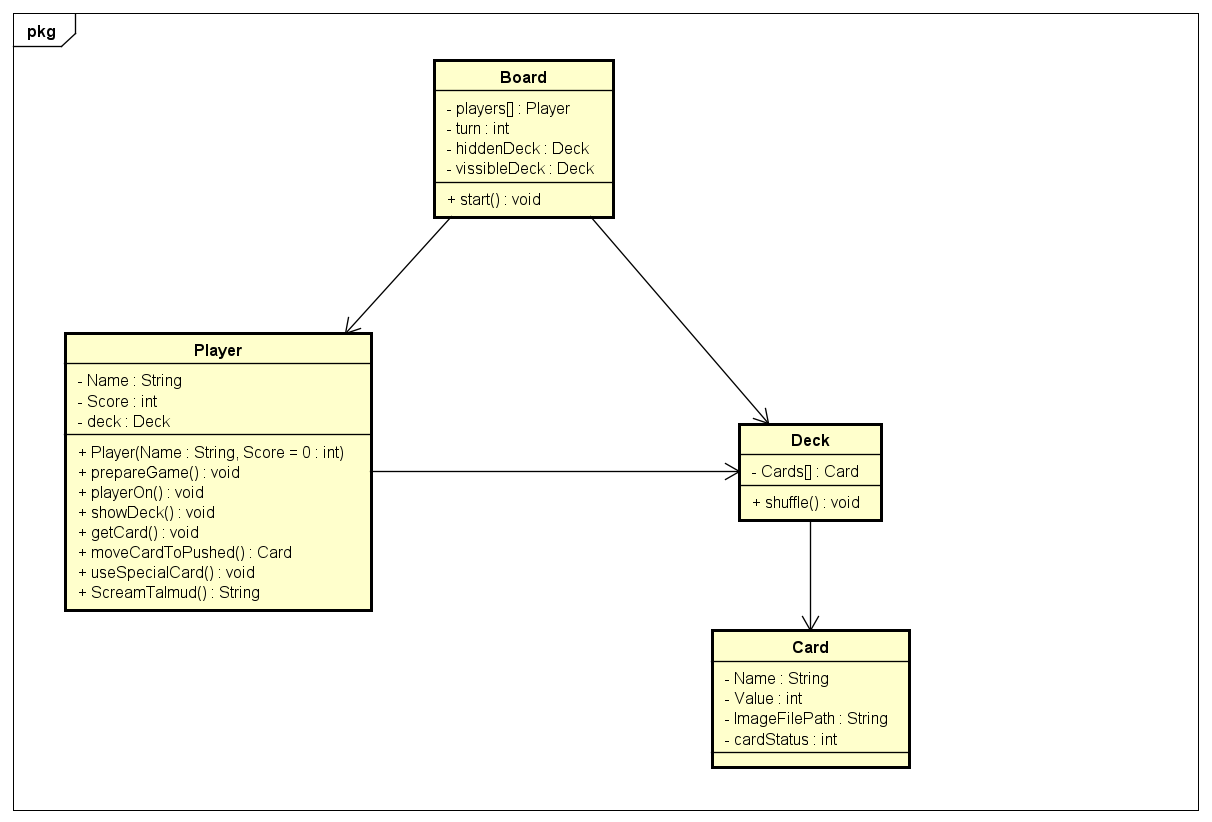 pkg
Board
- players[] : Player
- turn : int
- hiddenDeck : Deck
- vissibleDeck : Deck
+ start() : void
Player
- Name : String
- Score : int
- deck : Deck
+ Player(Name : String, Score = 0 : int)
+ prepareGame() : void
+ playerOn() : void
+ showDeck() : void
+ getCard() : void
+ moveCardToPushed() : Card
+ useSpecialCard() : void
+ ScreamTalmud() : String
Deck
- Cards[] : Card
+ shuffle() : void
Card
- Name : String
- Value : int
- ImageFilePath : String
- cardStatus : int